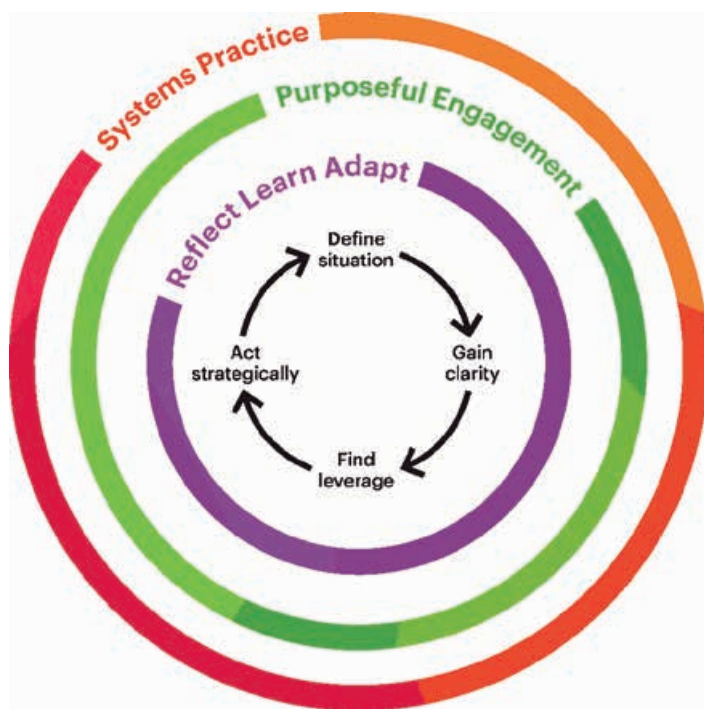 Systems Practice
Purposeful Engagement
Reflect Learn Adapt
Define
situation
Act
strategically
Gain
clarity
Find
leverage